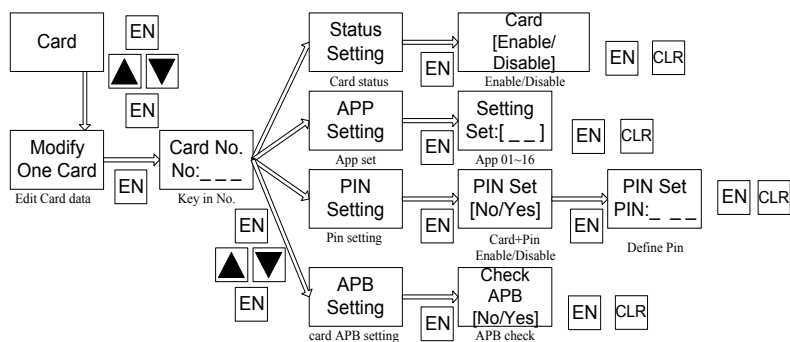 Card
EN
▲ ▼
EN
Modify
One Card
Edit Card data
EN
Card No.
No:_ _ _
Key in No.
EN
▲ ▼
EN
Status
Setting
Card status
EN
Card
[Enable/
Disable]
Enable/Disable
EN CLR
APP
Setting
App set
EN
Setting
Set:[ _ _ ]
App 01~16
EN CLR
PIN
Setting
Pin setting
EN
PIN Set
[No/Yes]
Card+Pin
Enable/Disable
EN
PIN Set
PIN:_ _ _
Define Pin
EN CLR
APB
Setting
card APB setting
EN
Check
APB
[No/Yes]
APB check
EN CLR